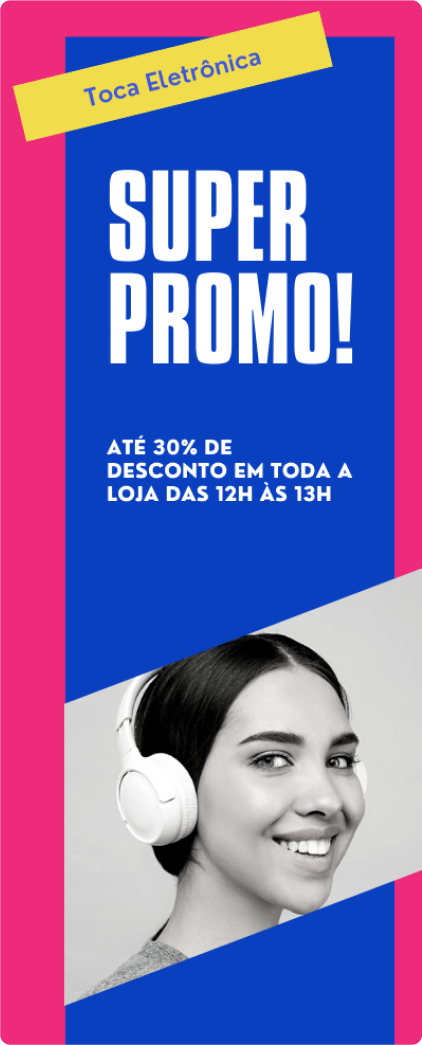 Toca Eletrônica
SUPER
PROMO!
ATÉ 30% DE
DESCONTO EM TODA A
LOJA DAS 12H ÀS 13H